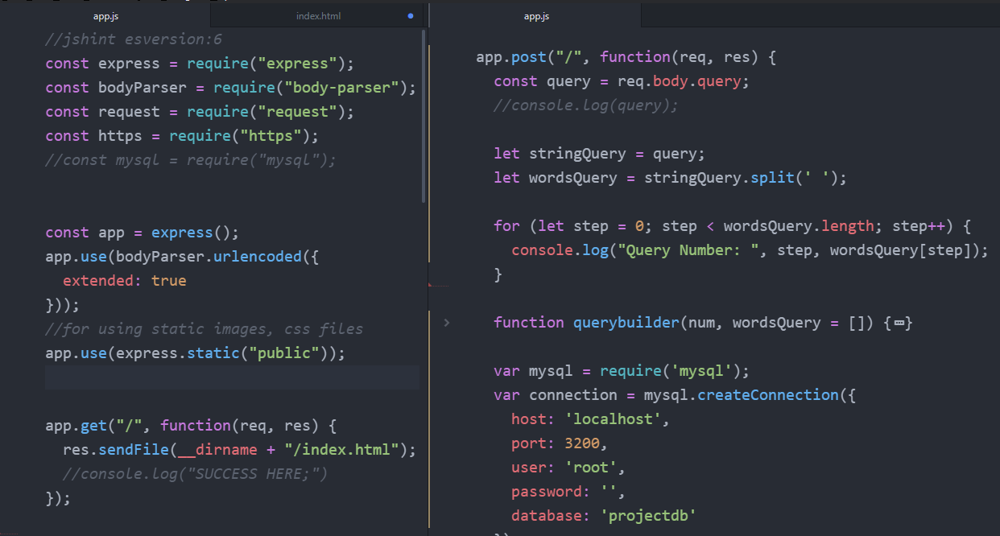 app.js
index.html
//jshint esversion:6
const express = require("express");
const bodyParser = require("body-parser");
const request = require("request");
const https = require("https");
//const mysql = require("mysql");
const app = express();
app.use(bodyParser.urlencoded({
extended: true
}));
//for using static images, css files
app.use(express.static("public"));
app.get("/", function(req, res) {
res.sendFile(__dirname + "/index.html");
//console.log("SUCCESS HERE;")
});
app.js
app.post("/", function(req, res) {
const query = req.body.query;
//console.log(query);
let stringQuery = query;
let wordsQuery = stringQuery.split(' ');
for (let step = 0; step < wordsQuery.length; step++) {
console.log("Query Number: ", step, wordsQuery[step]);
}
function querybuilder(num, wordsQuery = []) {⋯}
var mysql = require('mysql');
var connection = mysql.createConnection({
host: 'localhost',
port: 3200,
user: 'root',
password: '',
database: 'projectdb'